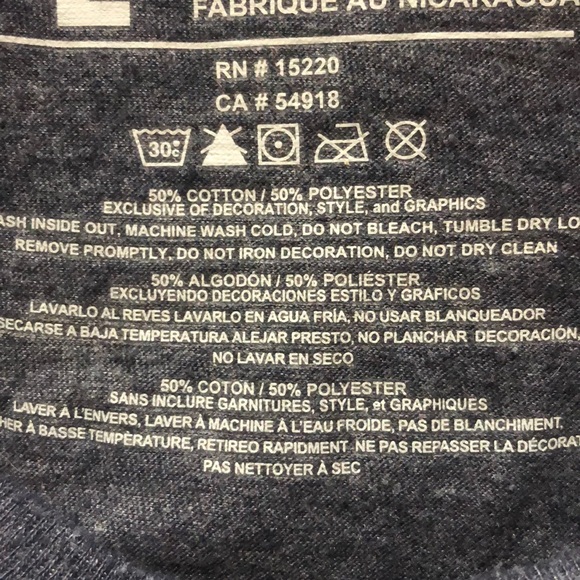 FABRIQUÉ AU NICARAGUA
RN # 15220
CA # 54918
30c
50% COTTON / 50% POLYESTER
EXCLUSIVE OF DECORATION, STYLE, and GRAPHICS
ASH INSIDE OUT, MACHINE WASH COLD, DO NOT BLEACH, TUMBLE DRY LO
REMOVE PROMPTLY. DO NOT IRON DECORATION, DO NOT DRY CLEAN
50% ALGODÓN / 50% POLIÉSTER
EXCLUYENDO DECORACIONES ESTILO Y GRAFICOS
LAVARLO AL REVES LAVARLO EN AGUA FRÍA, NO USAR BLANQUEADOR
SECARSE A BAJA TEMPERATURA ALEJAR PRESTO, NO PLANCHAR DECORACIÓN,
NO LAVAR EN SECO
50% COTON / 50% POLYESTER
SANS INCLURE GARNITURES, STYLE, et GRAPHIQUES
LAVER À L'ENVERS, LAVER À MACHINE À L'EAU FROIDE, PAS DE BLANCHIMENT,
HER À BASSE TEMPÈRATURE, RETIREO RAPIDMENT NE PAS REPASSER LA DÉCORAT
PAS NETTOYER À SEC